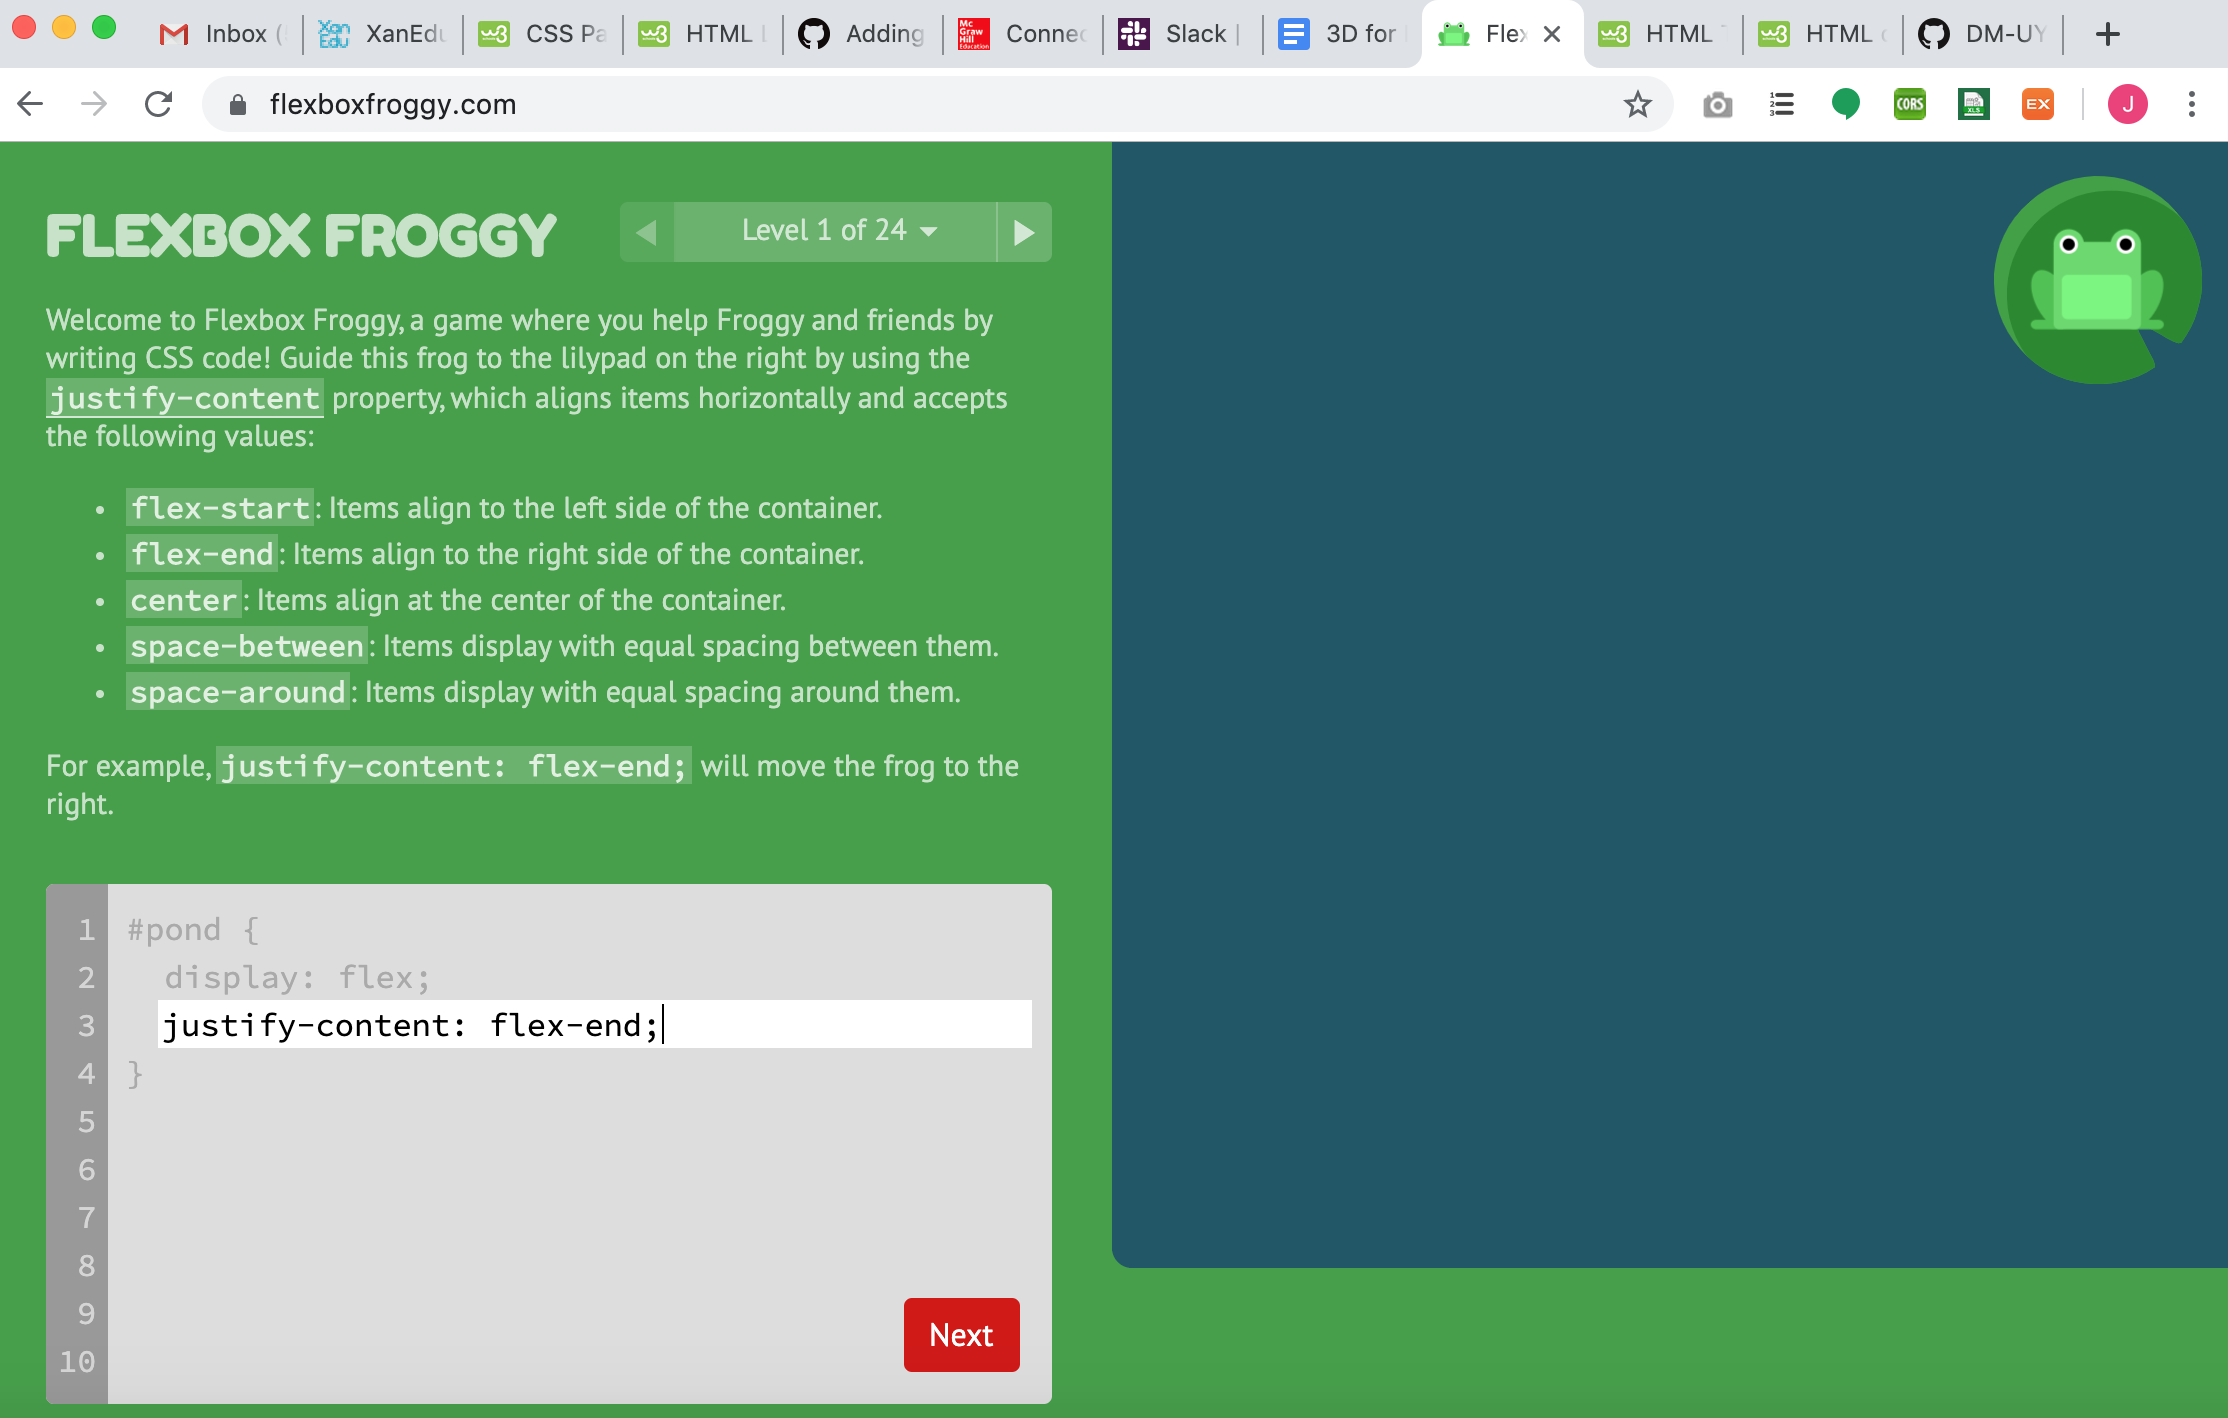 Inbox (
XanEdu
CSS Pa
HTML
Adding
Mc Graw Hill Education
Connec
Slack |
3D for
Flex
HTML
HTML
DM-UY
flexboxfroggy.com
CORS
XLS
EX
J
FLEXBOX FROGGY
Level 1 of 24
Welcome to Flexbox Froggy, a game where you help Froggy and friends by
writing CSS code! Guide this frog to the lilypad on the right by using the
justify-content property, which aligns items horizontally and accepts
the following values:
• flex-start: Items align to the left side of the container.
• flex-end: Items align to the right side of the container.
• center: Items align at the center of the container.
• space-between: Items display with equal spacing between them.
• space-around: Items display with equal spacing around them.
For example, justify-content: flex-end; will move the frog to the
right.
1 #pond {
2 display: flex;
3 justify-content: flex-end;
4 }
5
6
7
8
9
10
Next